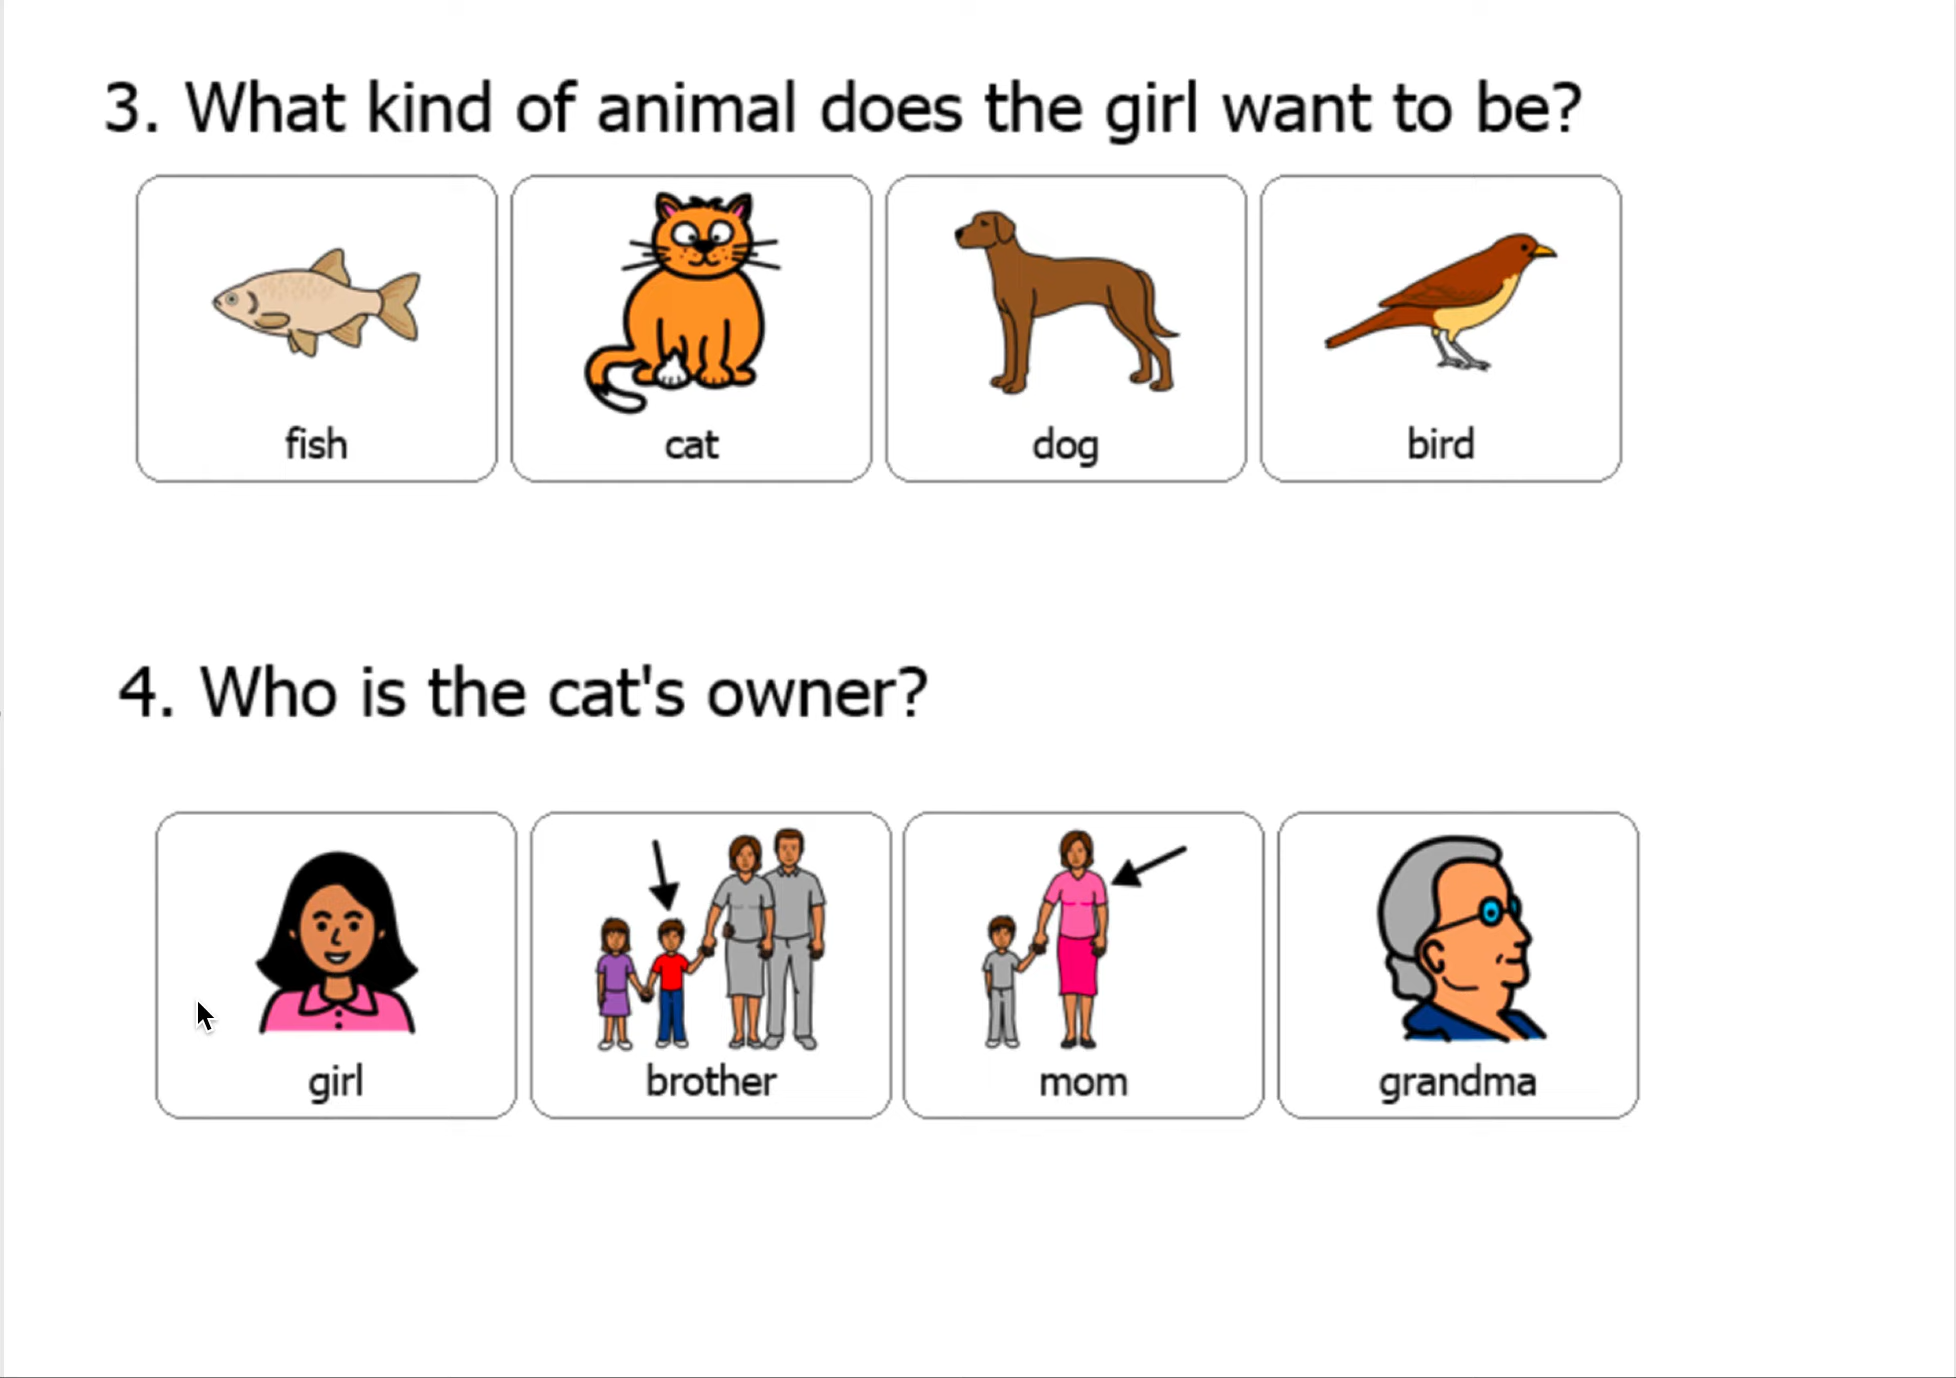 3. What kind of animal does the girl want to be?
fish cat dog bird
4. Who is the cat's owner?
girl brother mom grandma